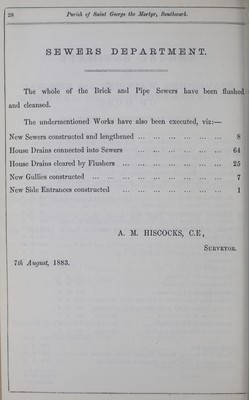 28 Parish of Saint George the Martyr, Southwark.
SEWERS DEPARTMENT.
The whole of the Brick and Pipe Sewers have been flushed
and cleansed.
The undermentioned Works have also been executed, viz:—
New Sewers constructed and lengthened ... ... ... ... ... ... 8
House Drains connected into Sewers ... ... ... ... ... ... 64
House Drains cleared by Flushers ... ... ... ... ... ... ... 25
New Gullies constructed ... ... ... ... ... ... ... ... 7
New Side Entrances constructed ... ... ... ... ... ... ... 1
A. M. HISCOCKS, C.E,
SURVEYOR.
7th August, 1883.